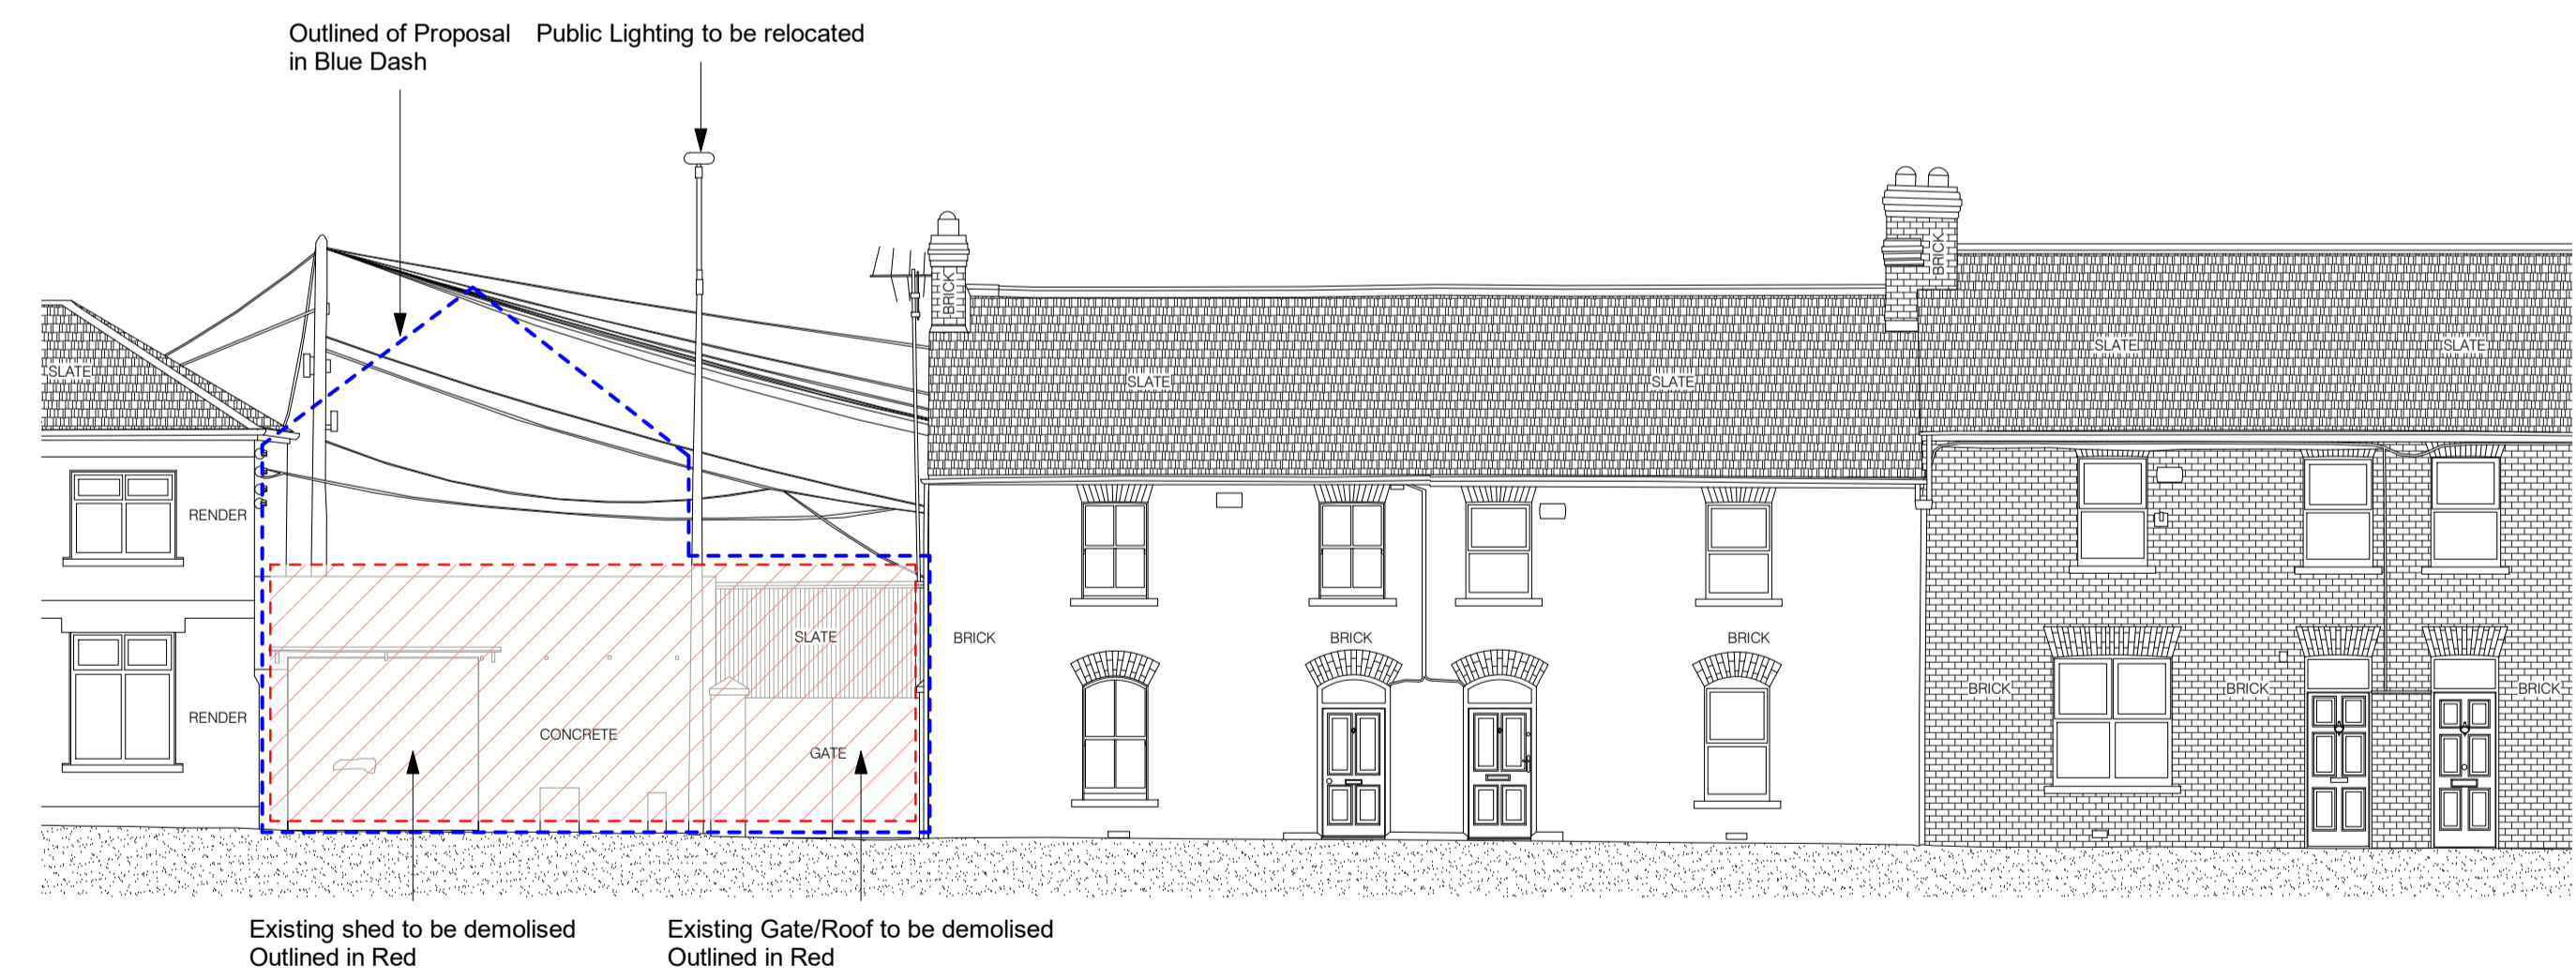 Outlined of Proposal
in Blue Dash
Public Lighting to be relocated
BRICK
BRICK
SLATE
SLATE
SLATE
SLATE
SLATE
RENDER
SLATE
BRICK
BRICK
BRICK
RENDER
CONCRETE
GATE
BRICK
BRICK
BRICK
Existing shed to be demolised
Outlined in Red
Existing Gate/Roof to be demolised
Outlined in Red